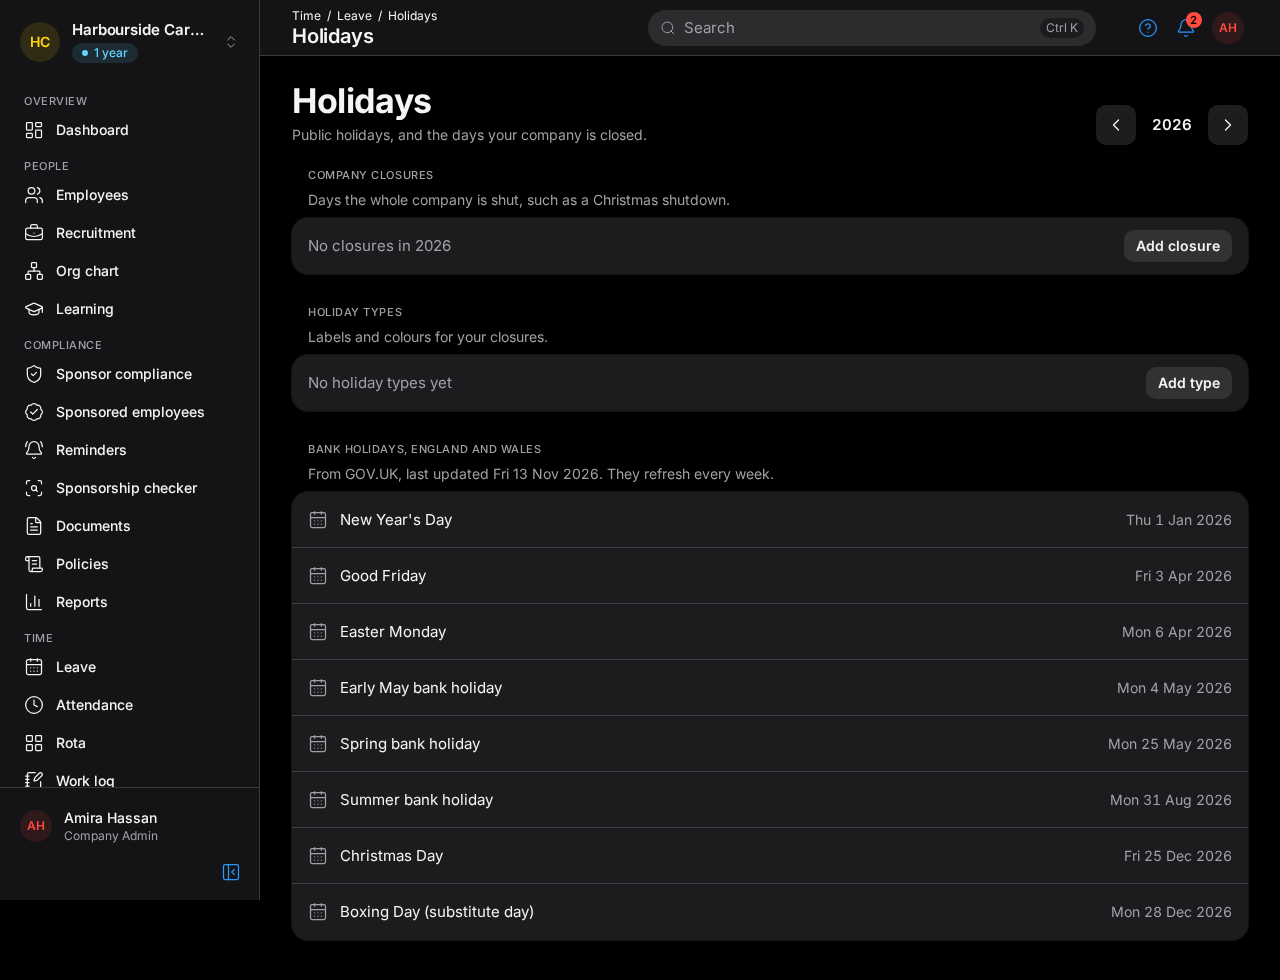 HC
Harbourside Car...
1 year
OVERVIEW
Dashboard
PEOPLE
Employees
Recruitment
Org chart
Learning
COMPLIANCE
Sponsor compliance
Sponsored employees
Reminders
Sponsorship checker
Documents
Policies
Reports
TIME
Leave
Attendance
Rota
Work log
AH
Amira Hassan
Company Admin
Time / Leave / Holidays
Holidays
Search
Ctrl K
2
AH
Holidays
Public holidays, and the days your company is closed.
2026
COMPANY CLOSURES
Days the whole company is shut, such as a Christmas shutdown.
No closures in 2026
Add closure
HOLIDAY TYPES
Labels and colours for your closures.
No holiday types yet
Add type
BANK HOLIDAYS, ENGLAND AND WALES
From GOV.UK, last updated Fri 13 Nov 2026. They refresh every week.
New Year's Day
Thu 1 Jan 2026
Good Friday
Fri 3 Apr 2026
Easter Monday
Mon 6 Apr 2026
Early May bank holiday
Mon 4 May 2026
Spring bank holiday
Mon 25 May 2026
Summer bank holiday
Mon 31 Aug 2026
Christmas Day
Fri 25 Dec 2026
Boxing Day (substitute day)
Mon 28 Dec 2026